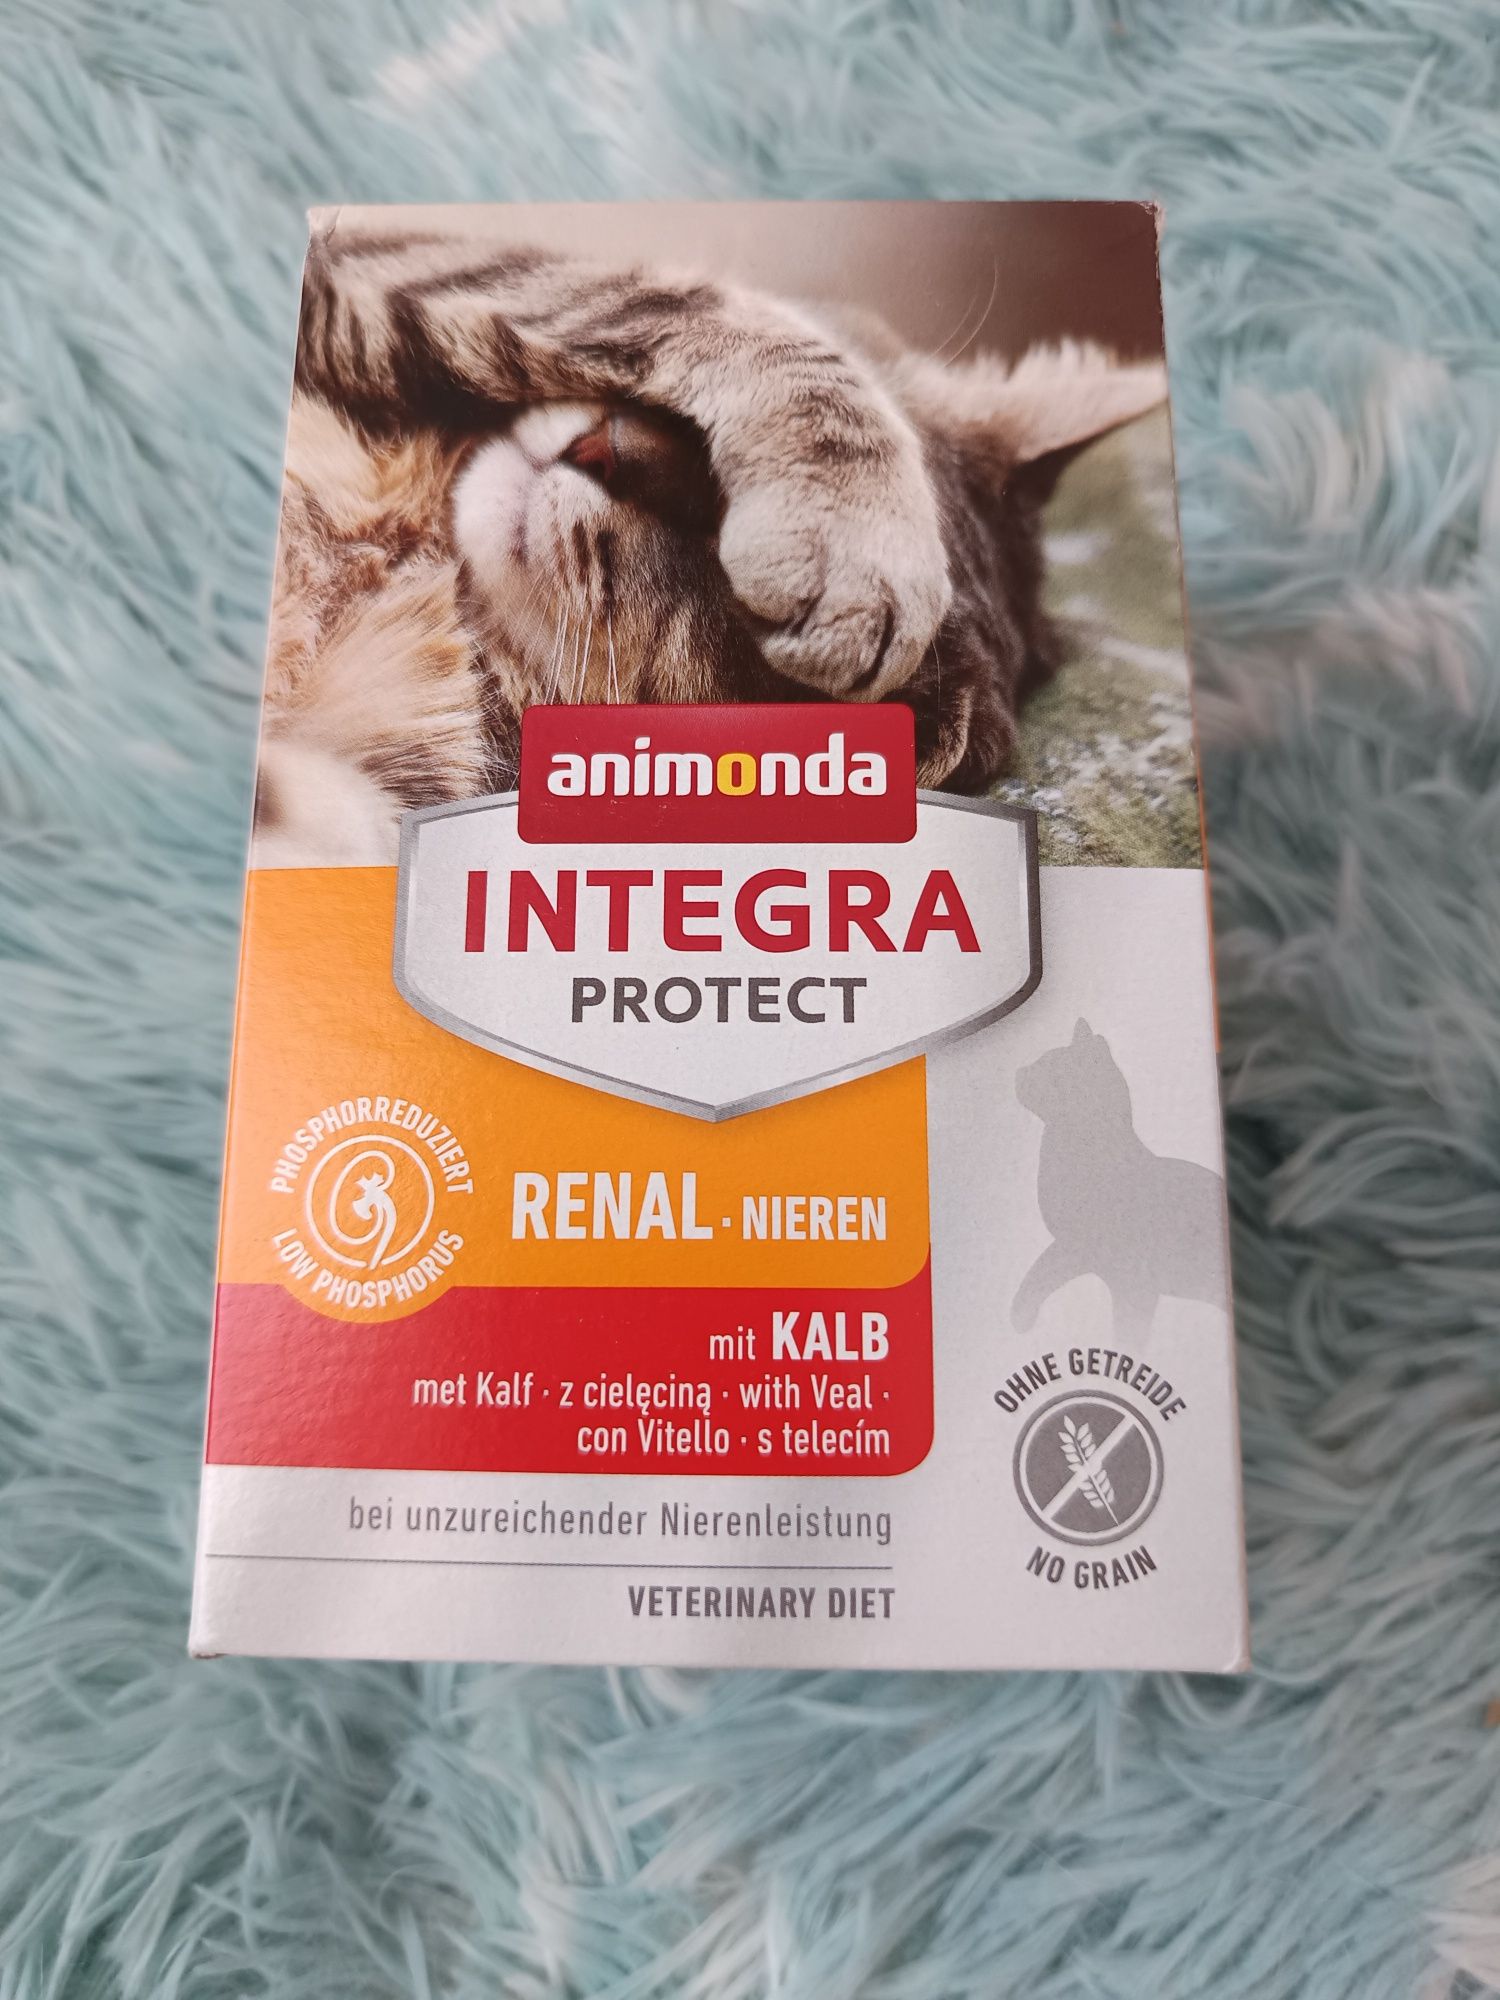 animonda
INTEGRA
PROTECT
PHOSPHORREDUZIERT
LOW PHOSPHORUS
RENAL · NIEREN
mit KALB
met Kalf · z cielęciną · with Veal ·
con Vitello · s telecím
bei unzureichender Nierenleistung
VETERINARY DIET
OHNE GETREIDE
NO GRAIN